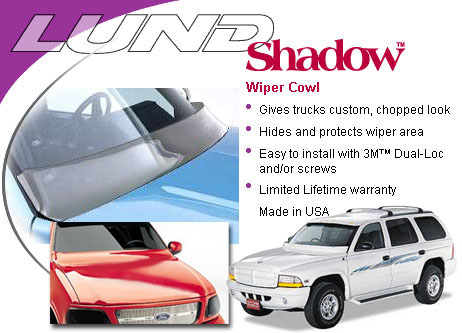 LUND
Shadow™
Wiper Cowl
• Gives trucks custom, chopped look
• Hides and protects wiper area
• Easy to install with 3M™ Dual-Loc
and/or screws
• Limited Lifetime warranty
Made in USA
Ford